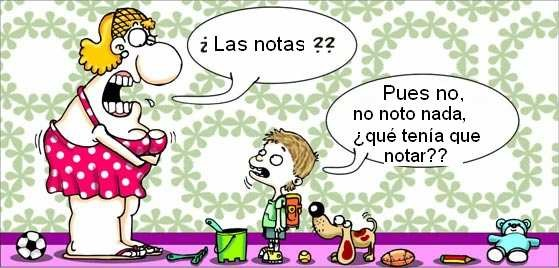 ¿Las notas ??
Pues no,
no noto nada,
¿qué tenía que
notar??